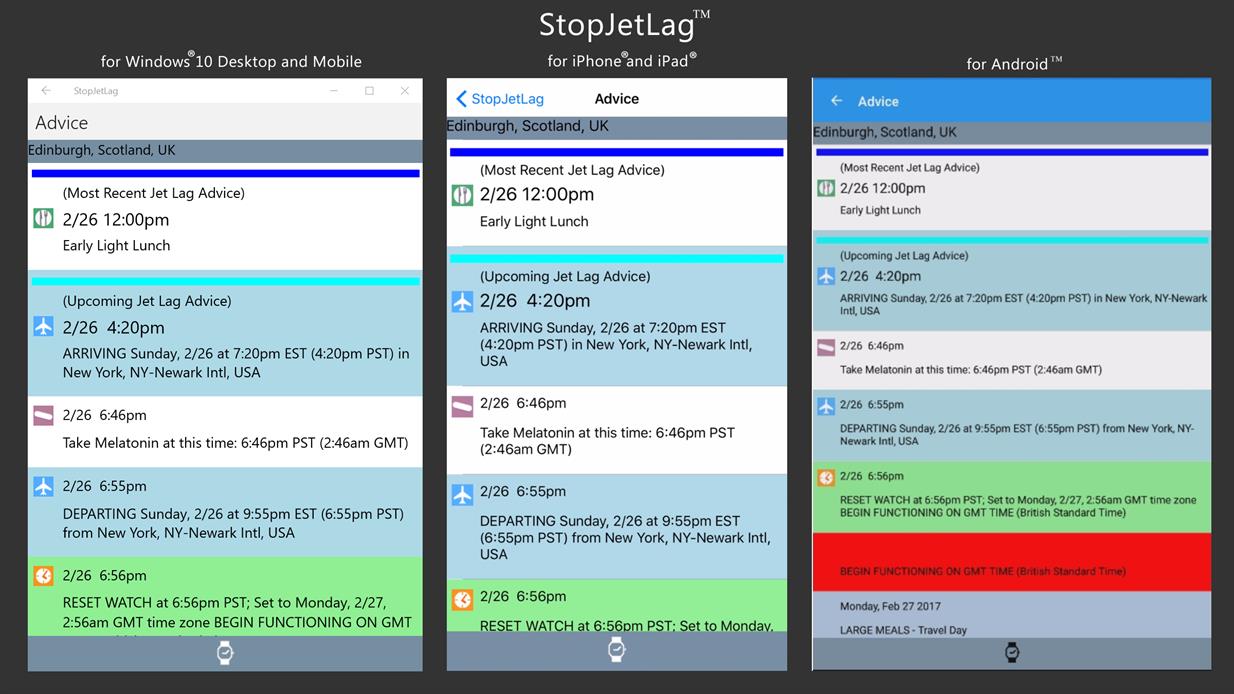 StopJetLag™
for Windows®10 Desktop and Mobile
StopJetLag
Advice
Edinburgh, Scotland, UK
(Most Recent Jet Lag Advice)
2/26 12:00pm
Early Light Lunch
(Upcoming Jet Lag Advice)
2/26 4:20pm
ARRIVING Sunday, 2/26 at 7:20pm EST (4:20pm PST) in
New York, NY-Newark Intl, USA
2/26 6:46pm
Take Melatonin at this time: 6:46pm PST (2:46am GMT)
2/26 6:55pm
DEPARTING Sunday, 2/26 at 9:55pm EST (6:55pm PST)
from New York, NY-Newark Intl, USA
2/26 6:56pm
RESET WATCH at 6:56pm PST; Set to Monday, 2/27,
2:56am GMT time zone BEGIN FUNCTIONING ON GMT
for iPhone®and iPad®
StopJetLag Advice
Edinburgh, Scotland, UK
(Most Recent Jet Lag Advice)
2/26 12:00pm
Early Light Lunch
(Upcoming Jet Lag Advice)
2/26 4:20pm
ARRIVING Sunday, 2/26 at 7:20pm EST
(4:20pm PST) in New York, NY-Newark Intl,
USA
2/26 6:46pm
Take Melatonin at this time: 6:46pm PST
(2:46am GMT)
2/26 6:55pm
DEPARTING Sunday, 2/26 at 9:55pm EST
(6:55pm PST) from New York, NY-Newark Intl,
USA
2/26 6:56pm
RESET WATCH at 6:56pm PST; Set to Monday,
for Android™
Advice
Edinburgh, Scotland, UK
(Most Recent Jet Lag Advice)
2/26 12:00pm
Early Light Lunch
(Upcoming Jet Lag Advice)
2/26 4:20pm
ARRIVING Sunday, 2/26 at 7:20pm EST (4:20pm PST) in New York, NY-Newark
Intl, USA
2/26 6:46pm
Take Melatonin at this time: 6:46pm PST (2:46am GMT)
2/26 6:55pm
DEPARTING Sunday, 2/26 at 9:55pm EST (6:55pm PST) from New York, NY-
Newark Intl, USA
2/26 6:56pm
RESET WATCH at 6:56pm PST; Set to Monday, 2/27, 2:56am GMT time zone
BEGIN FUNCTIONING ON GMT TIME (British Standard Time)
BEGIN FUNCTIONING ON GMT TIME (British Standard Time)
Monday, Feb 27 2017
LARGE MEALS - Travel Day